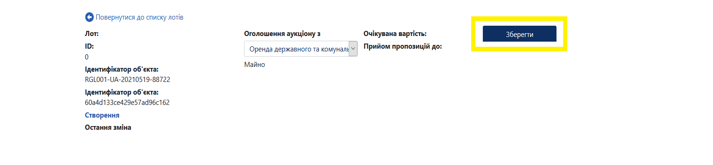 Повернутися до списку лотів
Лот:
ID:
0
Ідентифікатор об'єкта:
RGL001-UA-20210519-88722
Ідентифікатор об'єкта:
60a4d133ce429e57ad96c162
Створення
Остання зміна
Оголошення аукціону з
Оренда державного та комуналь
Майно
Очікувана вартість:
Прийом пропозицій до:
Зберегти